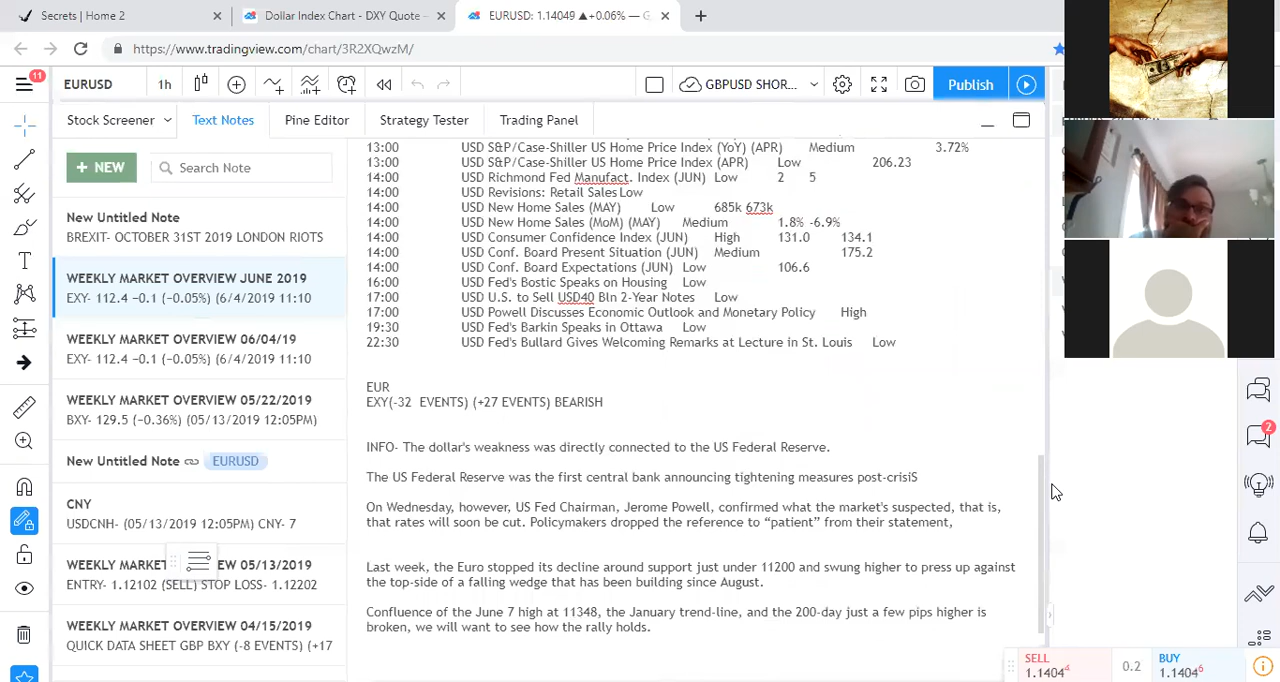 Secrets | Home 2
Dollar Index Chart - DXY Quote -
EURUSD: 1.14049 ▲+0.06% —
https://www.tradingview.com/chart/3R2XQwzM/
11
EURUSD 1h GBPUSD SHOR... Publish
Stock Screener Text Notes Pine Editor Strategy Tester Trading Panel
+ NEW Search Note
New Untitled Note
BREXIT- OCTOBER 31ST 2019 LONDON RIOTS
WEEKLY MARKET OVERVIEW JUNE 2019
EXY- 112.4 −0.1 (−0.05%) (6/4/2019 11:10
WEEKLY MARKET OVERVIEW 06/04/19
EXY- 112.4 −0.1 (−0.05%) (6/4/2019 11:10
WEEKLY MARKET OVERVIEW 05/22/2019
BXY- 129.5 (−0.36%) (05/13/2019 12:05PM)
New Untitled Note EURUSD
CNY
USDCNH- (05/13/2019 12:05PM) CNY- 7
WEEKLY MARKET OVERVIEW 05/13/2019
ENTRY- 1.12102 (SELL) STOP LOSS- 1.12202
WEEKLY MARKET OVERVIEW 04/15/2019
QUICK DATA SHEET GBP BXY (-8 EVENTS) (+17
13:00 USD S&P/Case-Shiller US Home Price Index (YoY) (APR) Medium 3.72%
13:00 USD S&P/Case-Shiller US Home Price Index (APR) Low 206.23
14:00 USD Richmond Fed Manufact. Index (JUN) Low 2 5
14:00 USD Revisions: Retail Sales Low
14:00 USD New Home Sales (MAY) Low 685k 673k
14:00 USD New Home Sales (MoM) (MAY) Medium 1.8% -6.9%
14:00 USD Consumer Confidence Index (JUN) High 131.0 134.1
14:00 USD Conf. Board Present Situation (JUN) Medium 175.2
14:00 USD Conf. Board Expectations (JUN) Low 106.6
16:00 USD Fed's Bostic Speaks on Housing Low
17:00 USD U.S. to Sell USD40 Bln 2-Year Notes Low
17:00 USD Powell Discusses Economic Outlook and Monetary Policy High
19:30 USD Fed's Barkin Speaks in Ottawa Low
22:30 USD Fed's Bullard Gives Welcoming Remarks at Lecture in St. Louis Low
EUR
EXY(-32 EVENTS) (+27 EVENTS) BEARISH
INFO- The dollar's weakness was directly connected to the US Federal Reserve.
The US Federal Reserve was the first central bank announcing tightening measures post-crisiS
On Wednesday, however, US Fed Chairman, Jerome Powell, confirmed what the market's suspected, that is,
that rates will soon be cut. Policymakers dropped the reference to “patient” from their statement,
Last week, the Euro stopped its decline around support just under 11200 and swung higher to press up against
the top-side of a falling wedge that has been building since August.
Confluence of the June 7 high at 11348, the January trend-line, and the 200-day just a few pips higher is
broken, we will want to see how the rally holds.
2
SELL
1.1404⁴
0.2
BUY
1.1404⁶